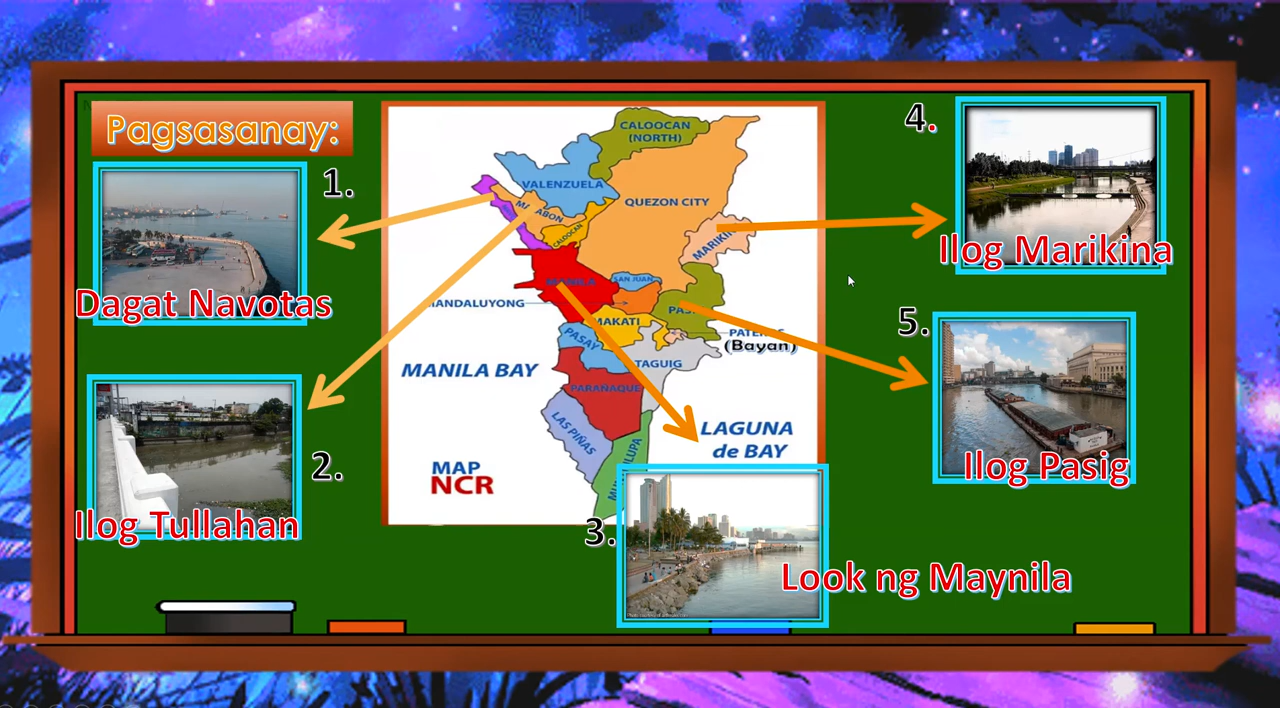 Pagsasanay:
1.
Dagat Navotas
2.
Ilog Tullahan
CALOOCAN
(NORTH)
VALENZUELA
QUEZON CITY
CALOOCAN
SAN JUAN
MANILA
MANDALUYONG
MAKATI
PASAY
(Bayan)
TAGUIG
MANILA BAY
PARAÑAQUE
LAS PIÑAS
LAGUNA
de BAY
MAP
NCR
3.
Look ng Maynila
4.
Ilog Marikina
5.
Ilog Pasig